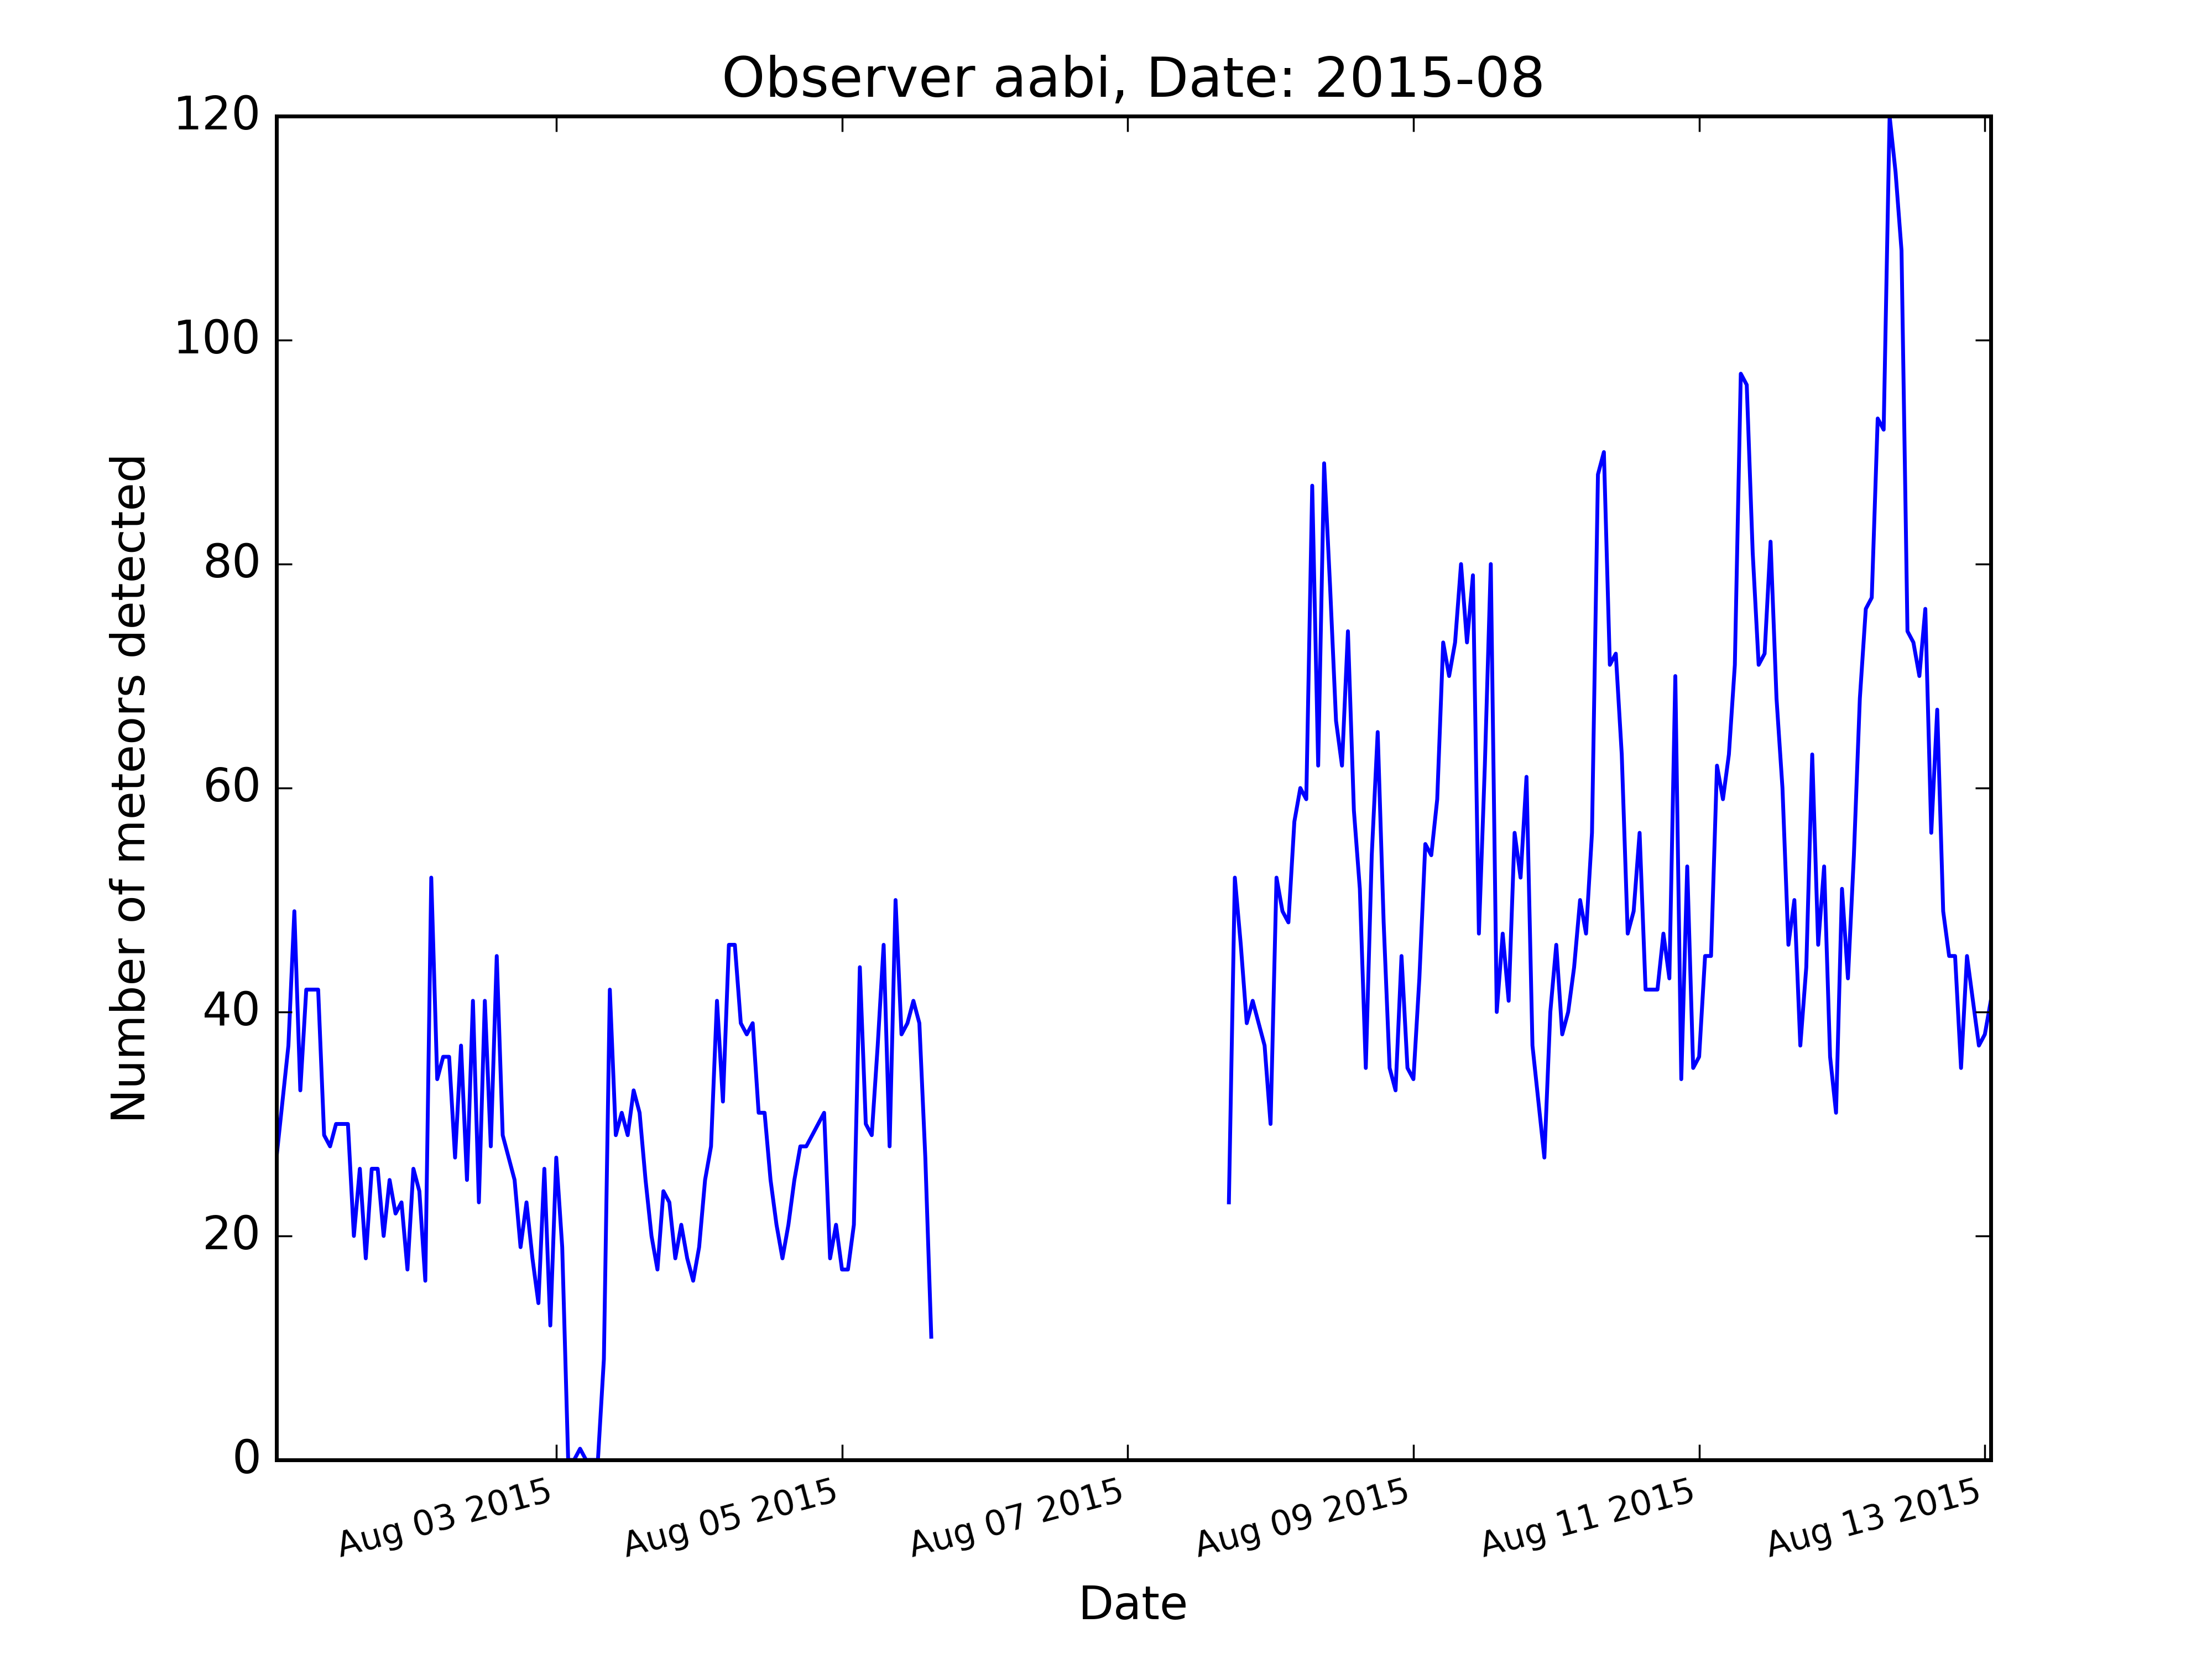 Observer aabi, Date: 2015-08
120
100
80
60
40
20
0
Number of meteors detected
Aug 03 2015
Aug 05 2015
Aug 07 2015
Aug 09 2015
Aug 11 2015
Aug 13 2015
Date